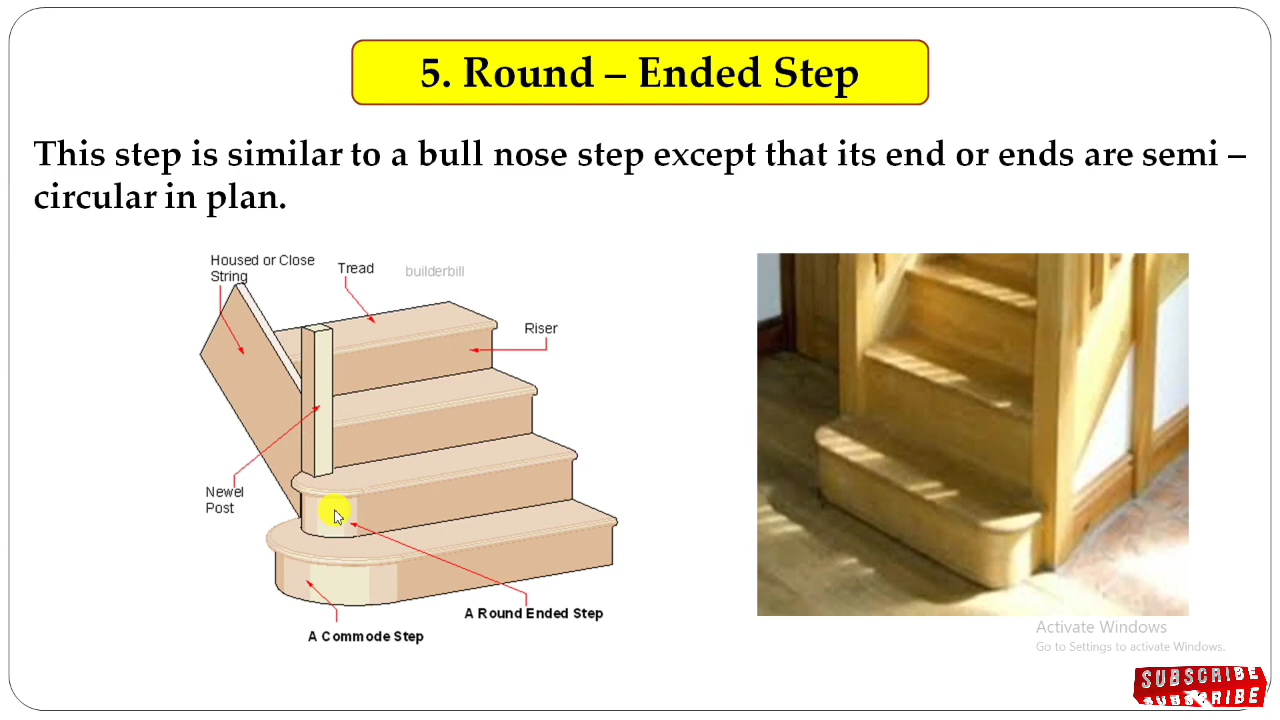 5. Round – Ended Step
This step is similar to a bull nose step except that its end or ends are semi –
circular in plan.
Housed or Close
String
Tread
builderbill
Riser
Newel
Post
A Round Ended Step
A Commode Step
Activate Windows
Go to Settings to activate Windows.
SUBSCRIBE
SUBSCRIBE